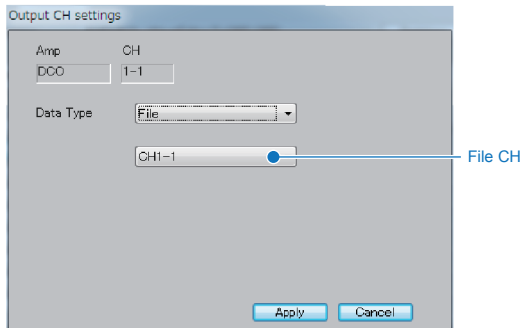 Output CH settings
Amp CH
DCO 1-1
Data Type File
CH1-1 File CH
Apply Cancel